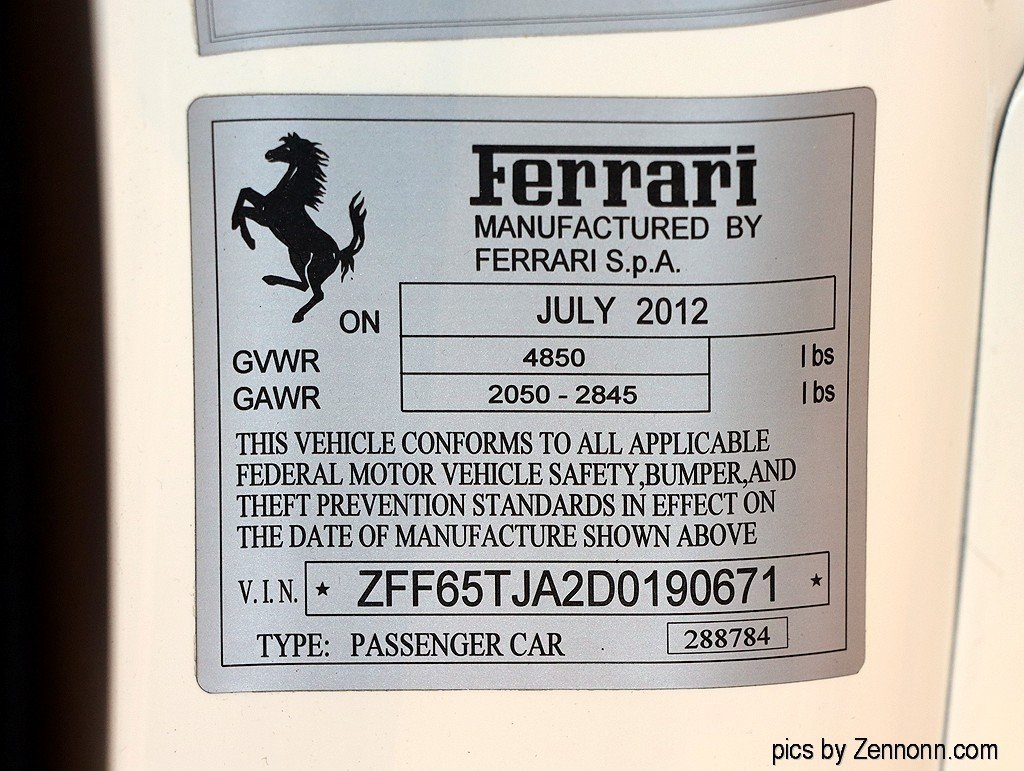 Ferrari
MANUFACTURED BY
FERRARI S.p.A.
ON JULY 2012
GVWR 4850 lbs
GAWR 2050 - 2845 lbs
THIS VEHICLE CONFORMS TO ALL APPLICABLE
FEDERAL MOTOR VEHICLE SAFETY,BUMPER,AND
THEFT PREVENTION STANDARDS IN EFFECT ON
THE DATE OF MANUFACTURE SHOWN ABOVE
V.I.N. ★ ZFF65TJA2D0190671 ★
TYPE: PASSENGER CAR 288784
pics by Zennonn.com